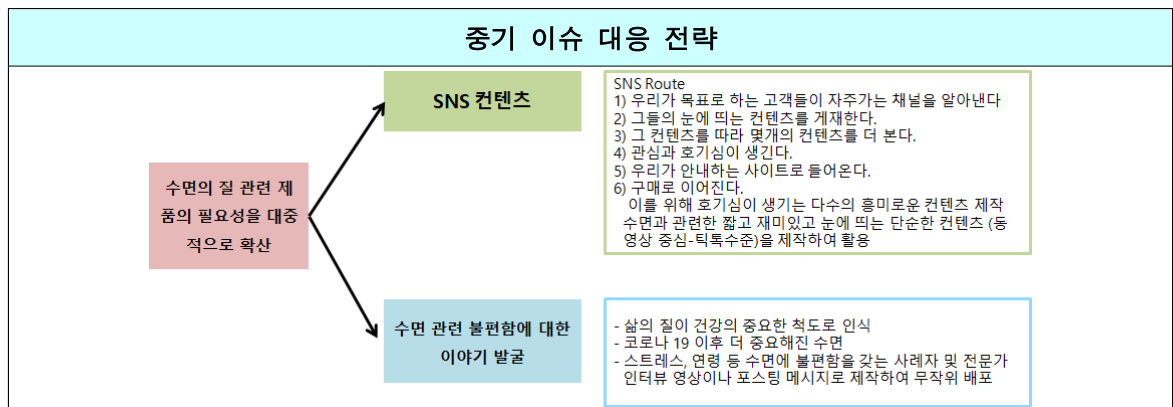 중기 이슈 대응 전략
수면의 질 관련 제
품의 필요성을 대중
적으로 확산
SNS 컨텐츠
SNS Route
1) 우리가 목표로 하는 고객들이 자주가는 채널을 알아낸다
2) 그들의 눈에 띄는 컨텐츠를 게재한다.
3) 그 컨텐츠를 따라 몇개의 컨텐츠를 더 본다.
4) 관심과 호기심이 생긴다.
5) 우리가 안내하는 사이트로 들어온다.
6) 구매로 이어진다.
이를 위해 호기심이 생기는 다수의 흥미로운 컨텐츠 제작
수면과 관련한 짧고 재미있고 눈에 띄는 단순한 컨텐츠 (동
영상 중심-틱톡수준)을 제작하여 활용
수면 관련 불편함에 대한
이야기 발굴
- 삶의 질이 건강의 중요한 척도로 인식
- 코로나 19 이후 더 중요해진 수면
- 스트레스, 연령 등 수면에 불편함을 갖는 사례자 및 전문가
인터뷰 영상이나 포스팅 메시지로 제작하여 무작위 배포